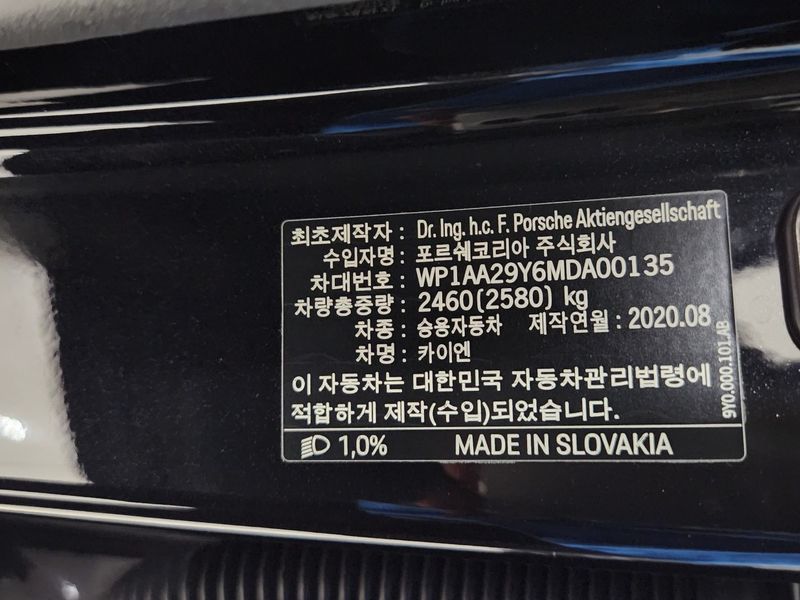 최초제작자 : Dr. Ing. h.c. F. Porsche Aktiengesellschaft
수입자명 : 포르쉐코리아 주식회사
차대번호 : WP1AA29Y6MDA00135
차량총중량 : 2460(2580) kg
차종 : 승용자동차 제작연월 : 2020.08
차명 : 카이엔
이 자동차는 대한민국 자동차관리법령에
적합하게 제작(수입)되었습니다.
1,0% MADE IN SLOVAKIA
9Y0.000.101.AB